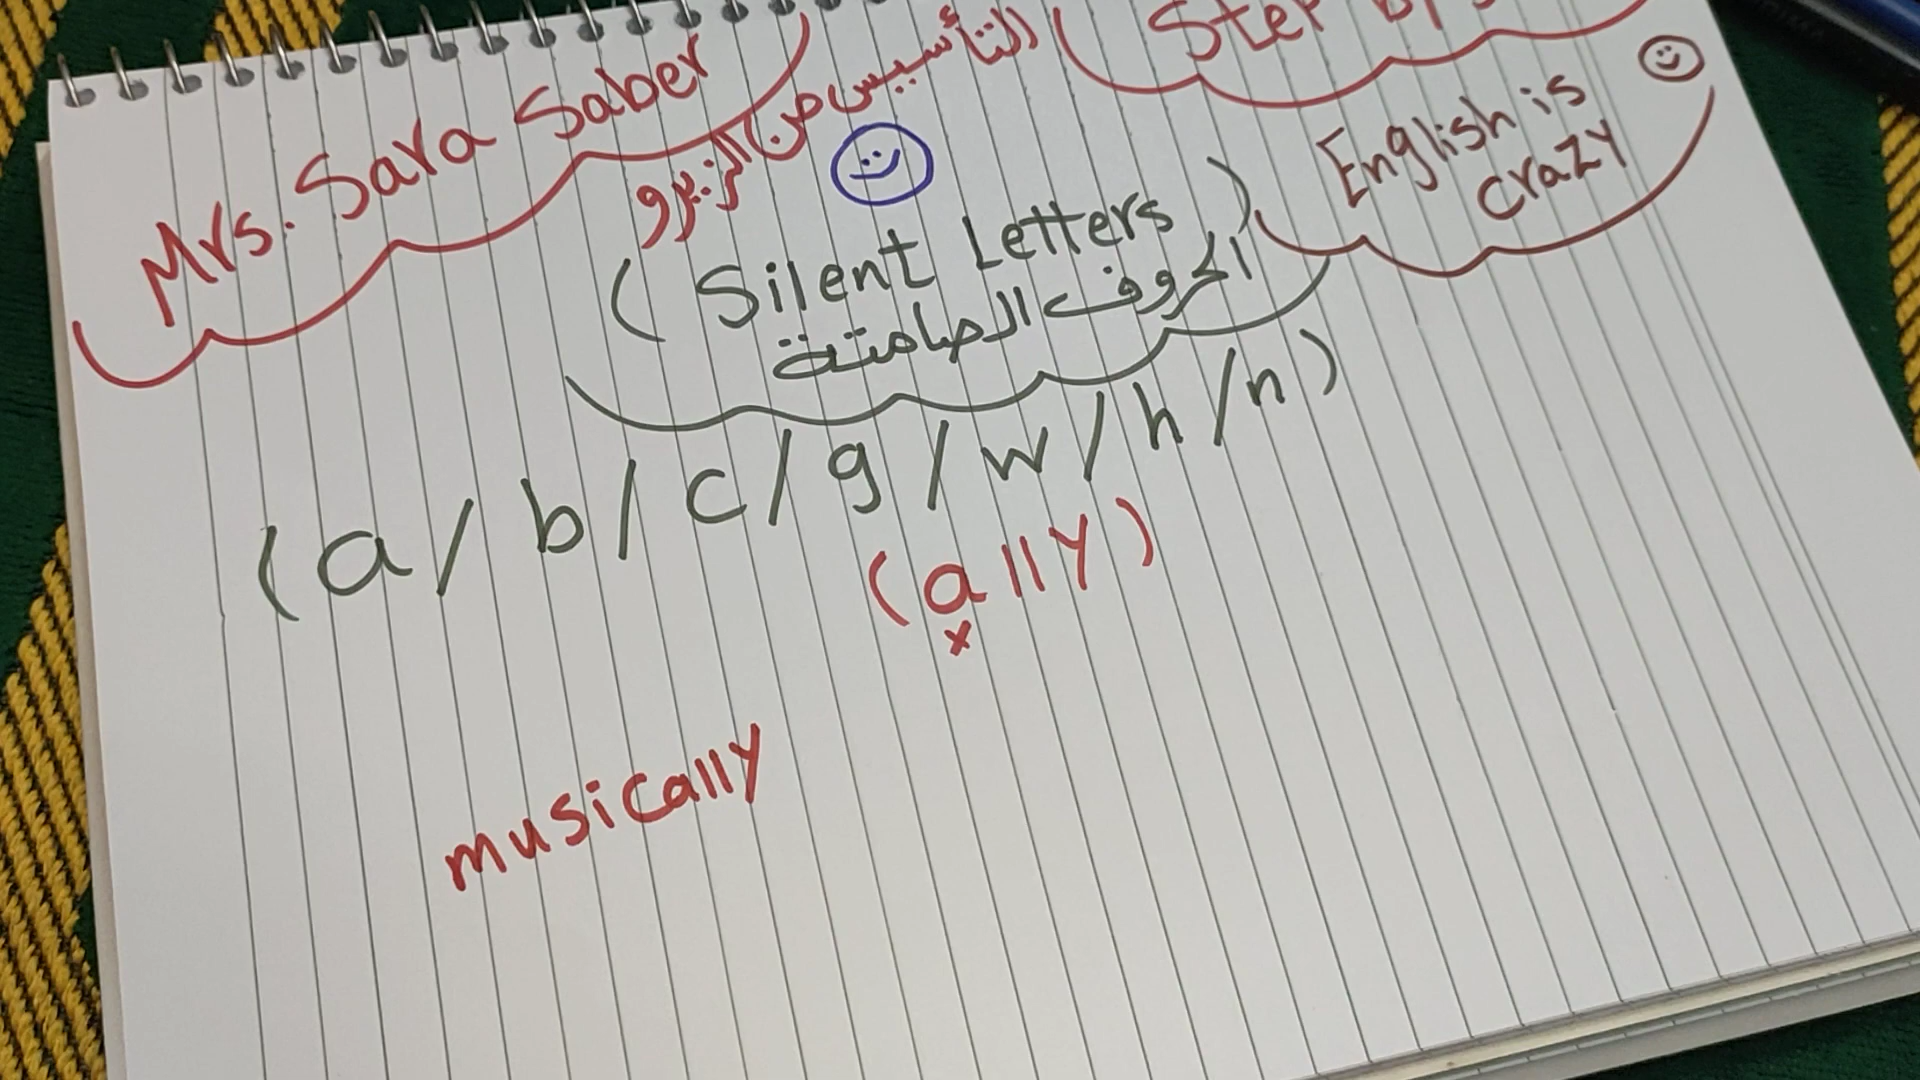 Mrs. Sara Saber
التأسيس من الزيرو
Step by
English is
crazy
( Silent Letters )
الحروف الصامتة
(a / b / c / g / w / h / n)
(ally)
x
musically